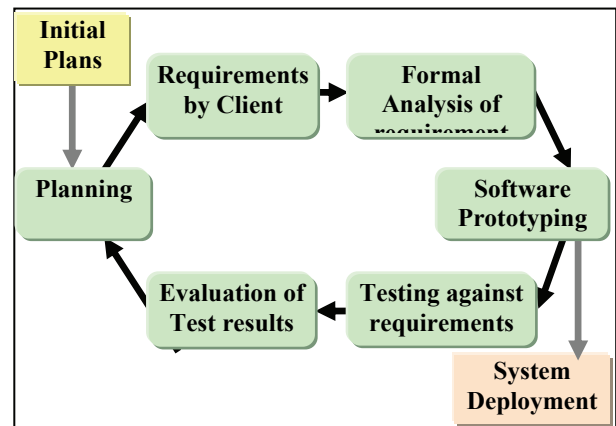 Initial
Plans
Requirements
by Client
Formal
Analysis of
requirement
Planning
Software
Prototyping
Evaluation of
Test results
Testing against
requirements
System
Deployment